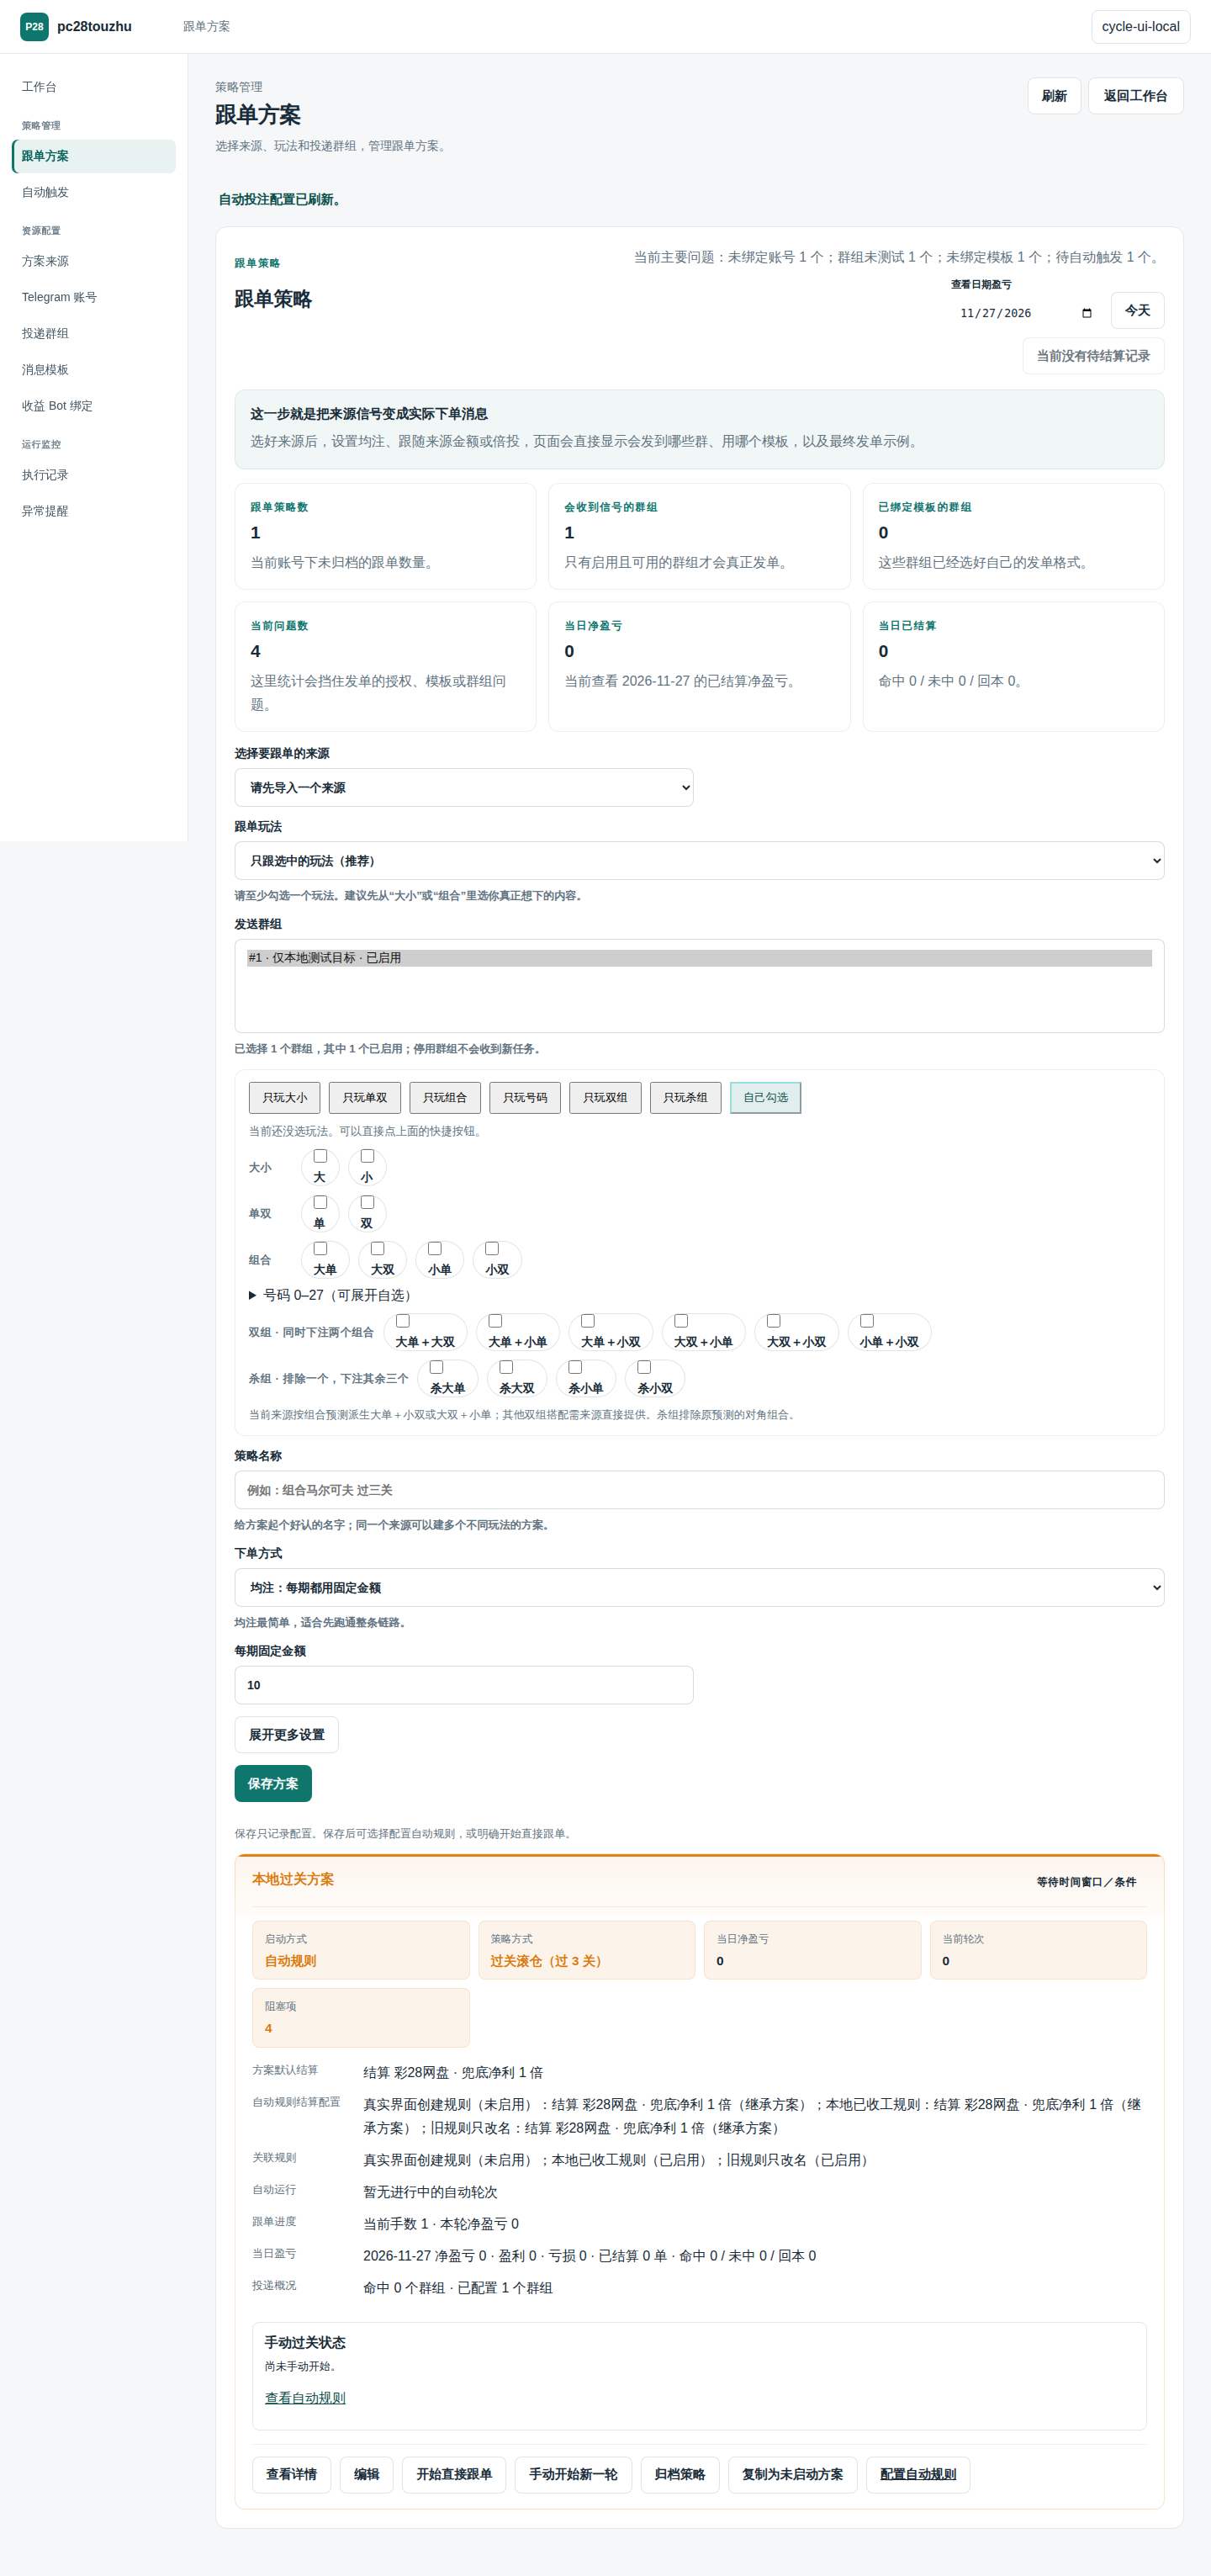 P28 pc28touzhu
跟单方案
cycle-ui-local
工作台
策略管理
跟单方案
自动触发
资源配置
方案来源
Telegram 账号
投递群组
消息模板
收益 Bot 绑定
运行监控
执行记录
异常提醒
策略管理
跟单方案
选择来源、玩法和投递群组，管理跟单方案。
刷新
返回工作台
自动投注配置已刷新。
跟单策略
跟单策略
当前主要问题：未绑定账号 1 个；群组未测试 1 个；未绑定模板 1 个；待自动触发 1 个。
查看日期盈亏
11/27/2026
今天
当前没有待结算记录
这一步就是把来源信号变成实际下单消息
选好来源后，设置均注、跟随来源金额或倍投，页面会直接显示会发到哪些群、用哪个模板，以及最终发单示例。
跟单策略数
1
当前账号下未归档的跟单数量。
会收到信号的群组
1
只有启用且可用的群组才会真正发单。
已绑定模板的群组
0
这些群组已经选好自己的发单格式。
当前问题数
4
这里统计会挡住发单的授权、模板或群组问
题。
当日净盈亏
0
当前查看 2026-11-27 的已结算净盈亏。
当日已结算
0
命中 0 / 未中 0 / 回本 0。
选择要跟单的来源
请先导入一个来源
跟单玩法
只跟选中的玩法（推荐）
请至少勾选一个玩法。建议先从“大小”或“组合”里选你真正想下的内容。
发送群组
#1 · 仅本地测试目标 · 已启用
已选择 1 个群组，其中 1 个已启用；停用群组不会收到新任务。
只玩大小
只玩单双
只玩组合
只玩号码
只玩双组
只玩杀组
自己勾选
当前还没选玩法。可以直接点上面的快捷按钮。
大小
大
小
单双
单
双
组合
大单
大双
小单
小双
号码 0–27（可展开自选）
双组 · 同时下注两个组合
大单＋大双
大单＋小单
大单＋小双
大双＋小单
大双＋小双
小单＋小双
杀组 · 排除一个，下注其余三个
杀大单
杀大双
杀小单
杀小双
当前来源按组合预测派生大单＋小双或大双＋小单；其他双组搭配需来源直接提供。杀组排除原预测的对角组合。
策略名称
例如：组合马尔可夫 过三关
给方案起个好认的名字；同一个来源可以建多个不同玩法的方案。
下单方式
均注：每期都用固定金额
均注最简单，适合先跑通整条链路。
每期固定金额
10
展开更多设置
保存方案
保存只记录配置。保存后可选择配置自动规则，或明确开始直接跟单。
本地过关方案
等待时间窗口／条件
启动方式
自动规则
策略方式
过关滚仓（过 3 关）
当日净盈亏
0
当前轮次
0
阻塞项
4
方案默认结算
结算 彩28网盘 · 兜底净利 1 倍
自动规则结算配置
真实界面创建规则（未启用）：结算 彩28网盘 · 兜底净利 1 倍（继承方案）；本地已收工规则：结算 彩28网盘 · 兜底净利 1 倍（继
承方案）；旧规则只改名：结算 彩28网盘 · 兜底净利 1 倍（继承方案）
关联规则
真实界面创建规则（未启用）；本地已收工规则（已启用）；旧规则只改名（已启用）
自动运行
暂无进行中的自动轮次
跟单进度
当前手数 1 · 本轮净盈亏 0
当日盈亏
2026-11-27 净盈亏 0 · 盈利 0 · 亏损 0 · 已结算 0 单 · 命中 0 / 未中 0 / 回本 0
投递概况
命中 0 个群组 · 已配置 1 个群组
手动过关状态
尚未手动开始。
查看自动规则
查看详情
编辑
开始直接跟单
手动开始新一轮
归档策略
复制为未启动方案
配置自动规则